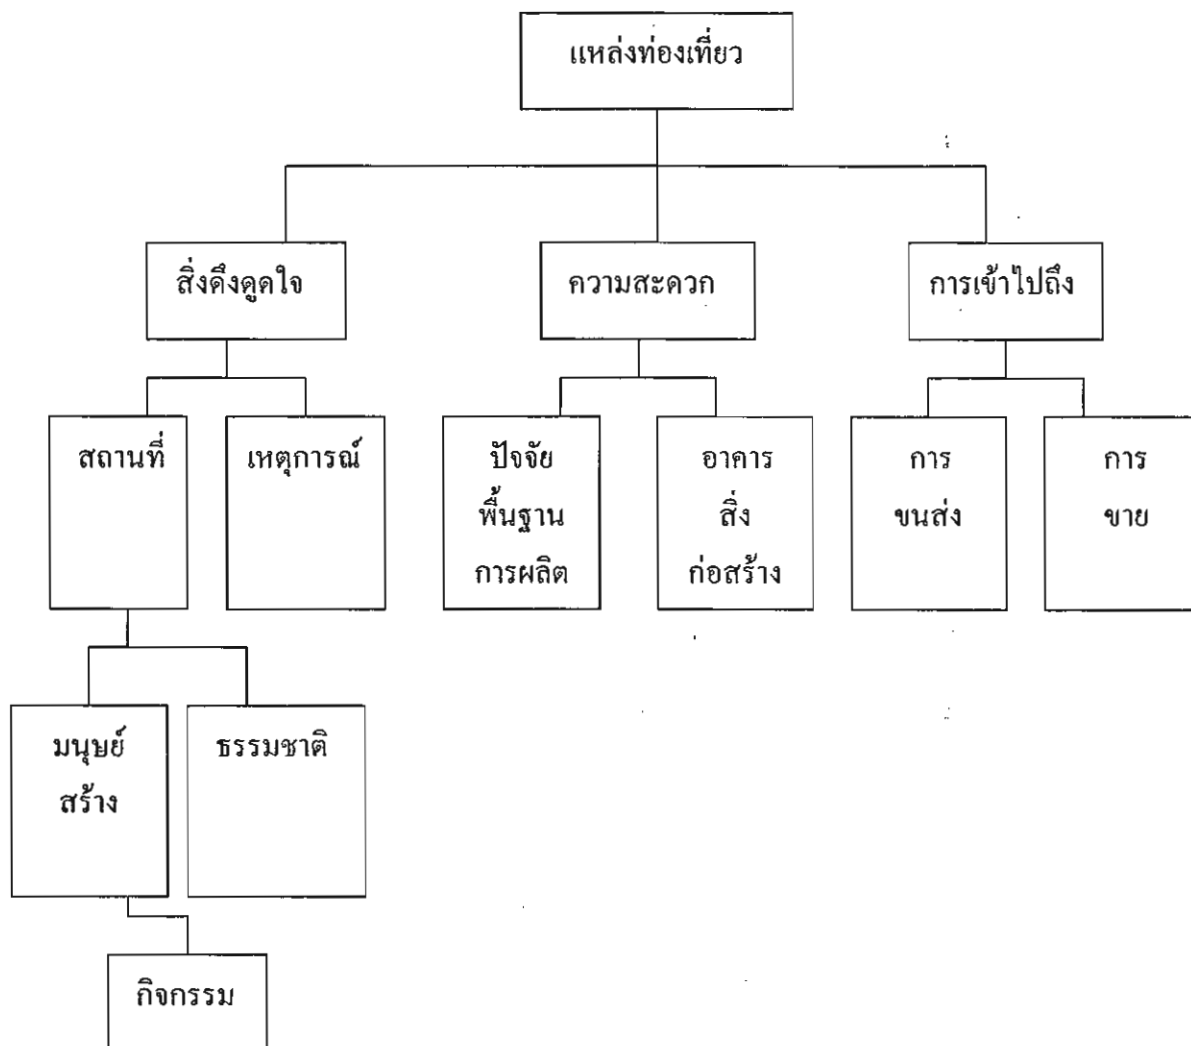 แหล่งท่องเที่ยว
สิ่งดึงดูดใจ
ความสะดวก
การเข้าไปถึง
สถานที่
เหตุการณ์
ปัจจัย
พื้นฐาน
การผลิต
อาคาร
สิ่ง
ก่อสร้าง
การ
ขนส่ง
การ
ขาย
มนุษย์
สร้าง
ธรรมชาติ
กิจกรรม